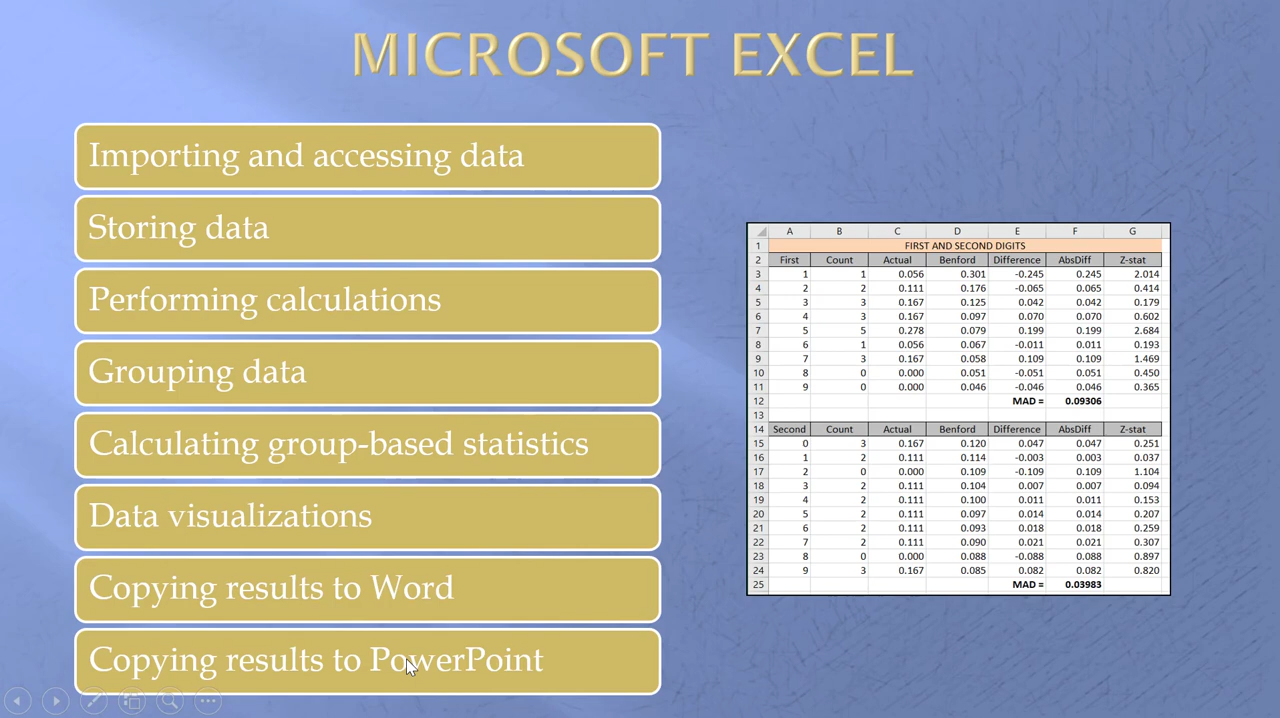 MICROSOFT EXCEL
Importing and accessing data
Storing data
Performing calculations
Grouping data
Calculating group-based statistics
Data visualizations
Copying results to Word
Copying results to PowerPoint
A B C D E F G
1 FIRST AND SECOND DIGITS
2 First Count Actual Benford Difference AbsDiff Z-stat
3 1 1 0.056 0.301 -0.245 0.245 2.014
4 2 2 0.111 0.176 -0.065 0.065 0.414
5 3 3 0.167 0.125 0.042 0.042 0.179
6 4 3 0.167 0.097 0.070 0.070 0.602
7 5 5 0.278 0.079 0.199 0.199 2.684
8 6 1 0.056 0.067 -0.011 0.011 0.193
9 7 3 0.167 0.058 0.109 0.109 1.469
10 8 0 0.000 0.051 -0.051 0.051 0.450
11 9 0 0.000 0.046 -0.046 0.046 0.365
12 MAD = 0.09306
13
14 Second Count Actual Benford Difference AbsDiff Z-stat
15 0 3 0.167 0.120 0.047 0.047 0.251
16 1 2 0.111 0.114 -0.003 0.003 0.037
17 2 0 0.000 0.109 -0.109 0.109 1.104
18 3 2 0.111 0.104 0.007 0.007 0.094
19 4 2 0.111 0.100 0.011 0.011 0.153
20 5 2 0.111 0.097 0.014 0.014 0.207
21 6 2 0.111 0.093 0.018 0.018 0.259
22 7 2 0.111 0.090 0.021 0.021 0.307
23 8 0 0.000 0.088 -0.088 0.088 0.897
24 9 3 0.167 0.085 0.082 0.082 0.820
25 MAD = 0.03983